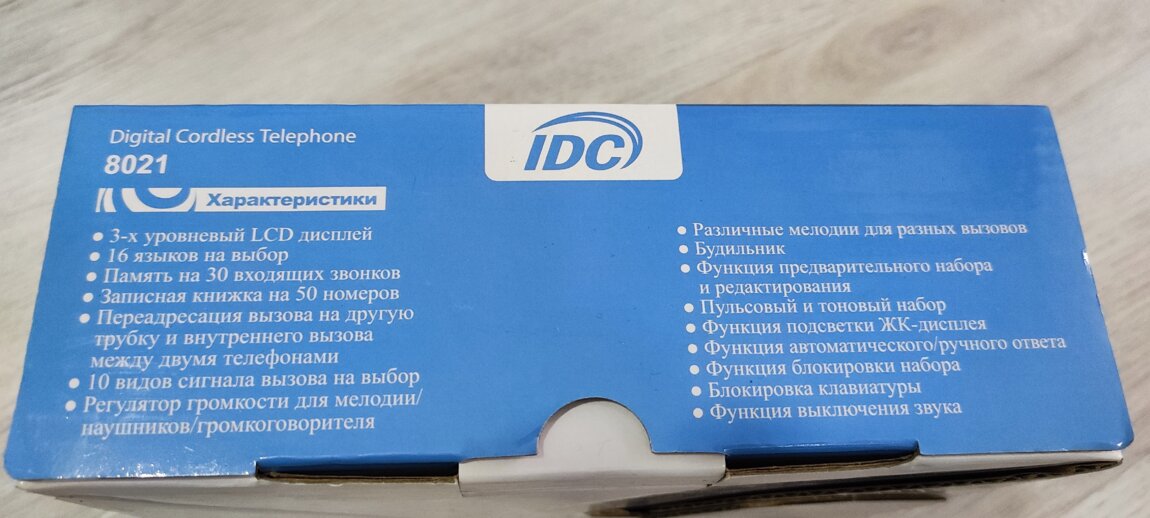 Digital Cordless Telephone
8021
IDC
Характеристики
• 3-х уровневый LCD дисплей
• 16 языков на выбор
• Память на 30 входящих звонков
• Записная книжка на 50 номеров
• Переадресация вызова на другую
трубку и внутреннего вызова
между двумя телефонами
• 10 видов сигнала вызова на выбор
• Регулятор громкости для мелодии/
наушников/громкоговорителя
• Различные мелодии для разных вызовов
• Будильник
• Функция предварительного набора
и редактирования
• Пульсовый и тоновый набор
• Функция подсветки ЖК-дисплея
• Функция автоматического/ручного ответа
• Функция блокировки набора
• Блокировка клавиатуры
• Функция выключения звука